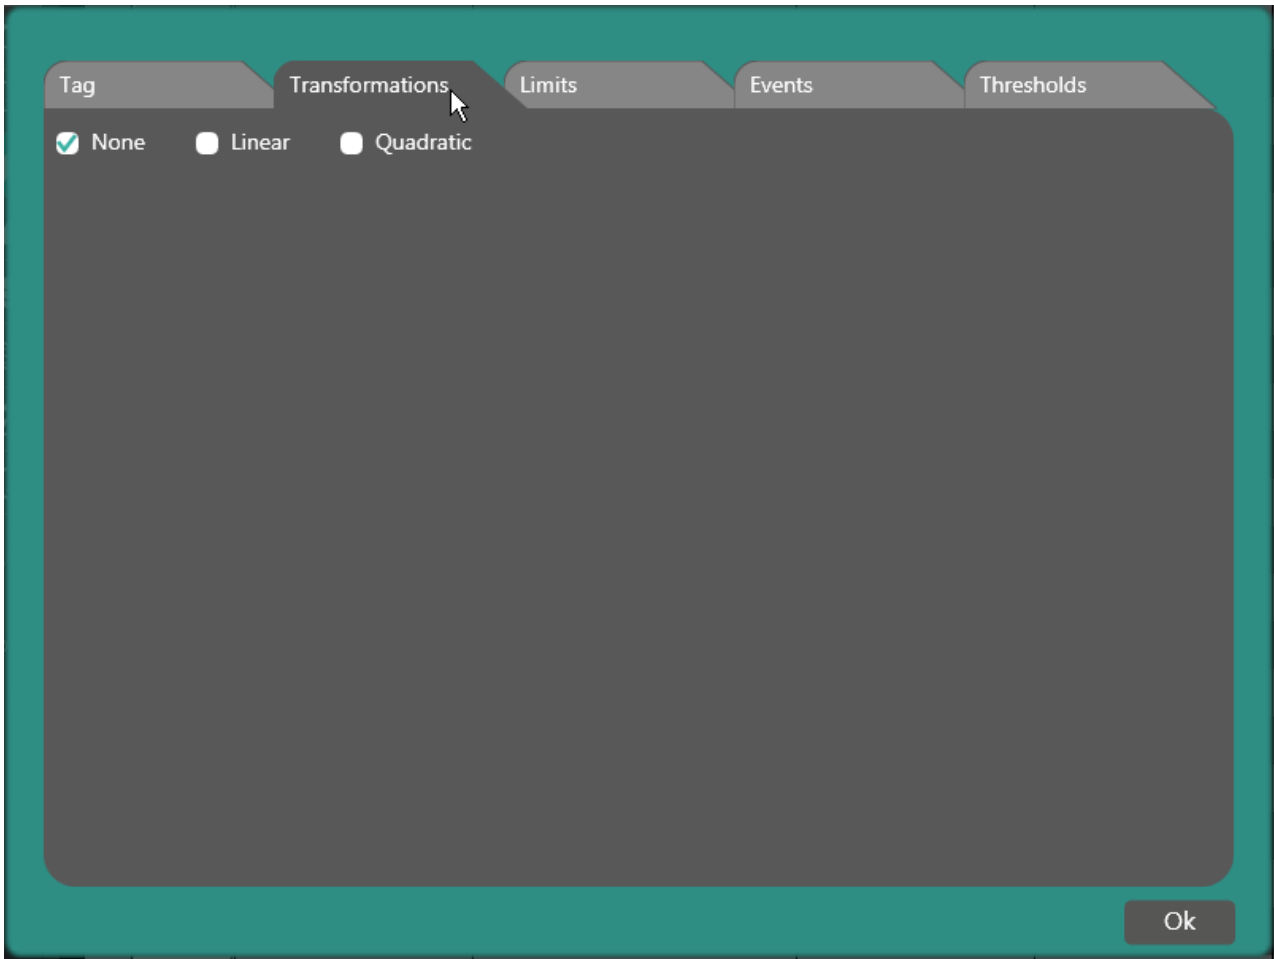 Tag Transformations Limits Events Thresholds
None Linear Quadratic
Ok